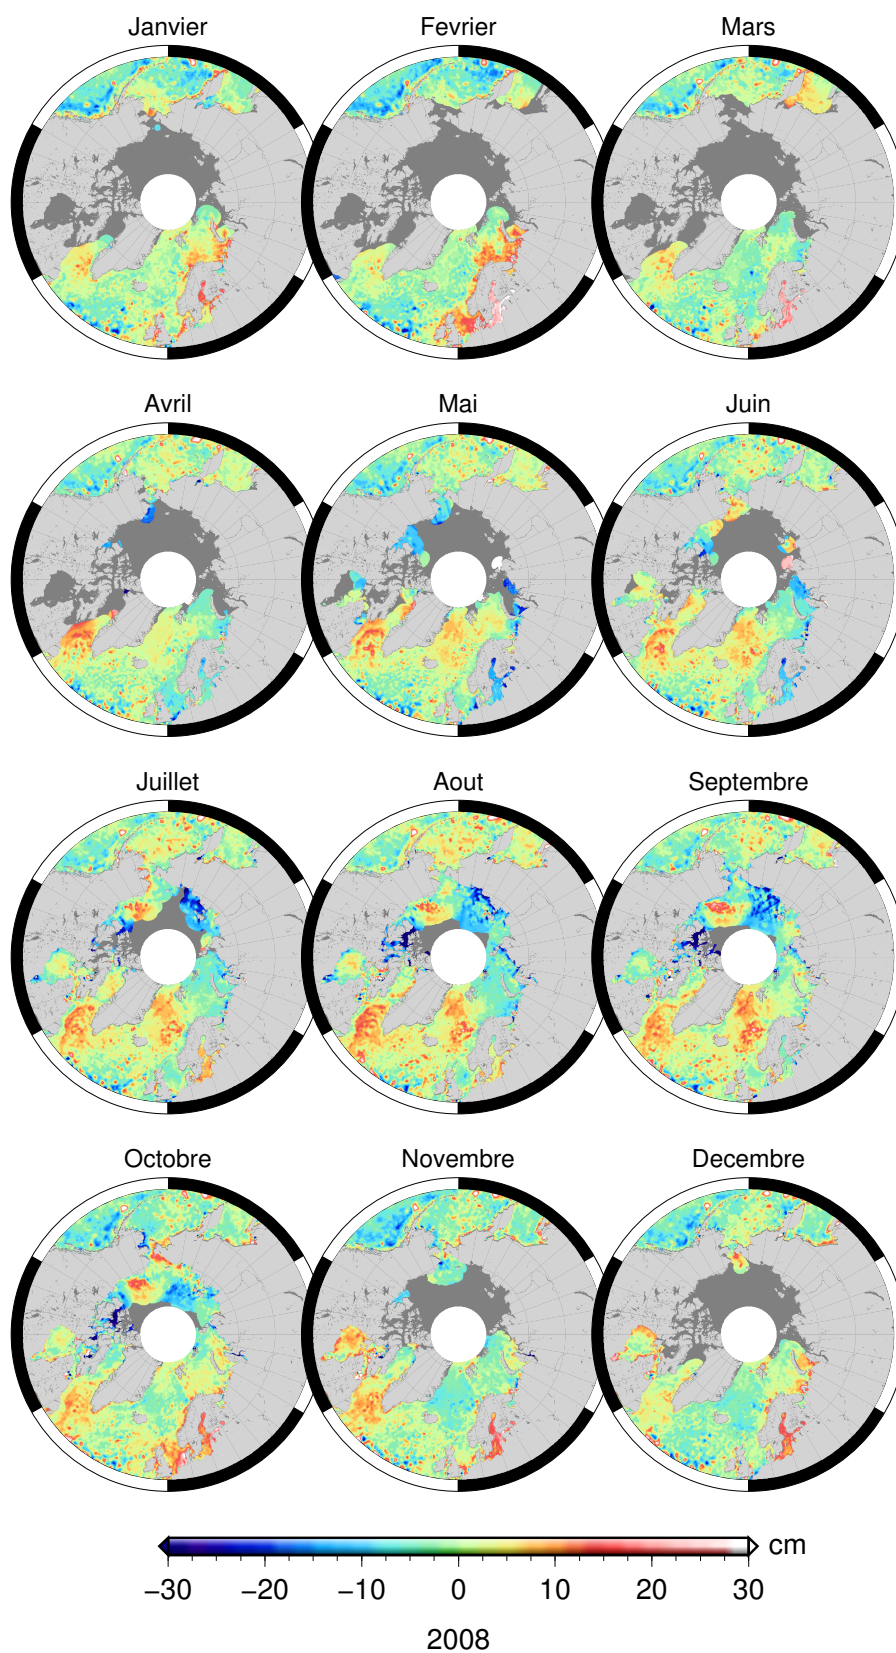 Janvier Fevrier Mars
Avril Mai Juin
Juillet Aout Septembre
Octobre Novembre Decembre
cm
−30 −20 −10 0 10 20 30
2008